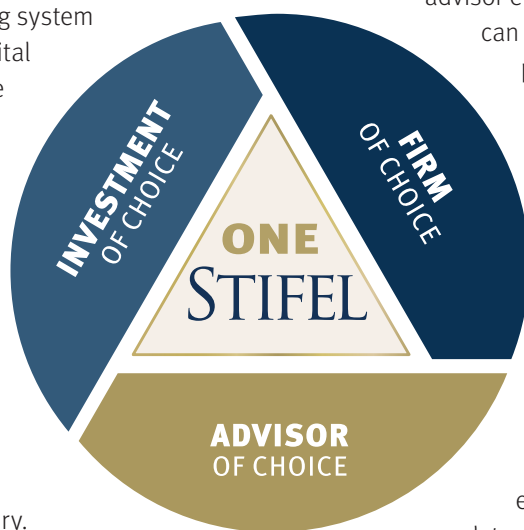 g system
ital
e
can
INVESTMENT
OF CHOICE
FIRM
OF CHOICE
ONE
STIFEL
ADVISOR
OF CHOICE
ry.
e